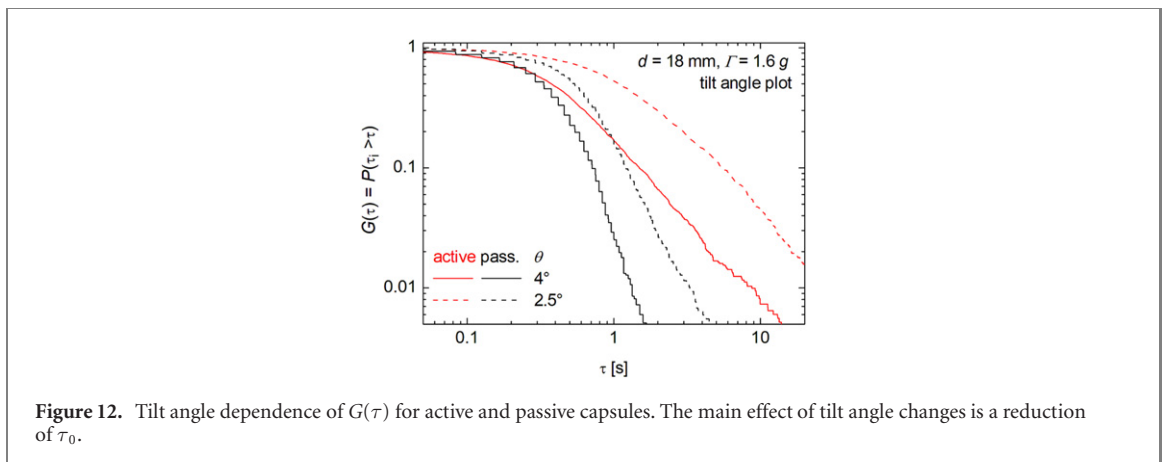 d = 18 mm, Γ = 1.6 g
tilt angle plot
1
0.1
0.01
G(τ) = P(τi >τ)
active pass. θ
4°
2.5°
0.1 1 10
τ [s]
Figure 12. Tilt angle dependence of G(τ) for active and passive capsules. The main effect of tilt angle changes is a reduction
of τ0.